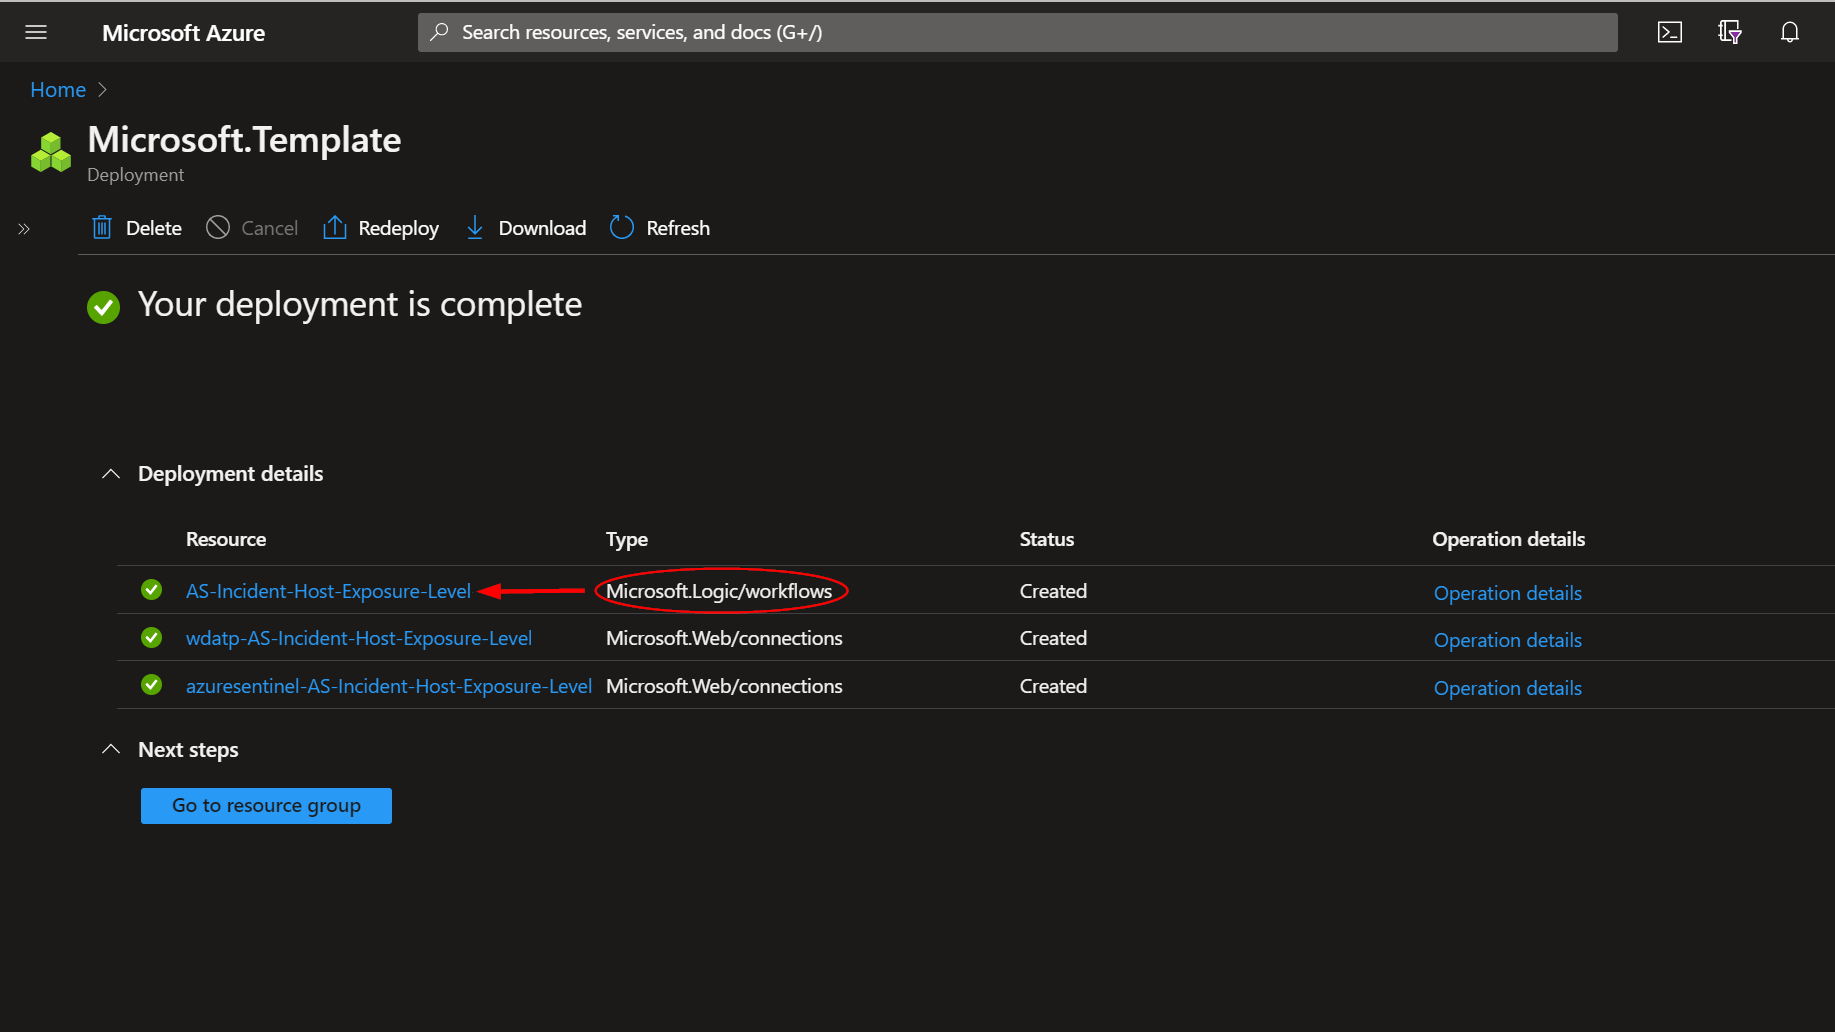 Microsoft Azure
Search resources, services, and docs (G+/)
Home
Microsoft.Template
Deployment
Delete Cancel Redeploy Download Refresh
Your deployment is complete
Deployment details
Resource Type Status Operation details
AS-Incident-Host-Exposure-Level Microsoft.Logic/workflows Created Operation details
wdatp-AS-Incident-Host-Exposure-Level Microsoft.Web/connections Created Operation details
azuresentinel-AS-Incident-Host-Exposure-Level Microsoft.Web/connections Created Operation details
Next steps
Go to resource group